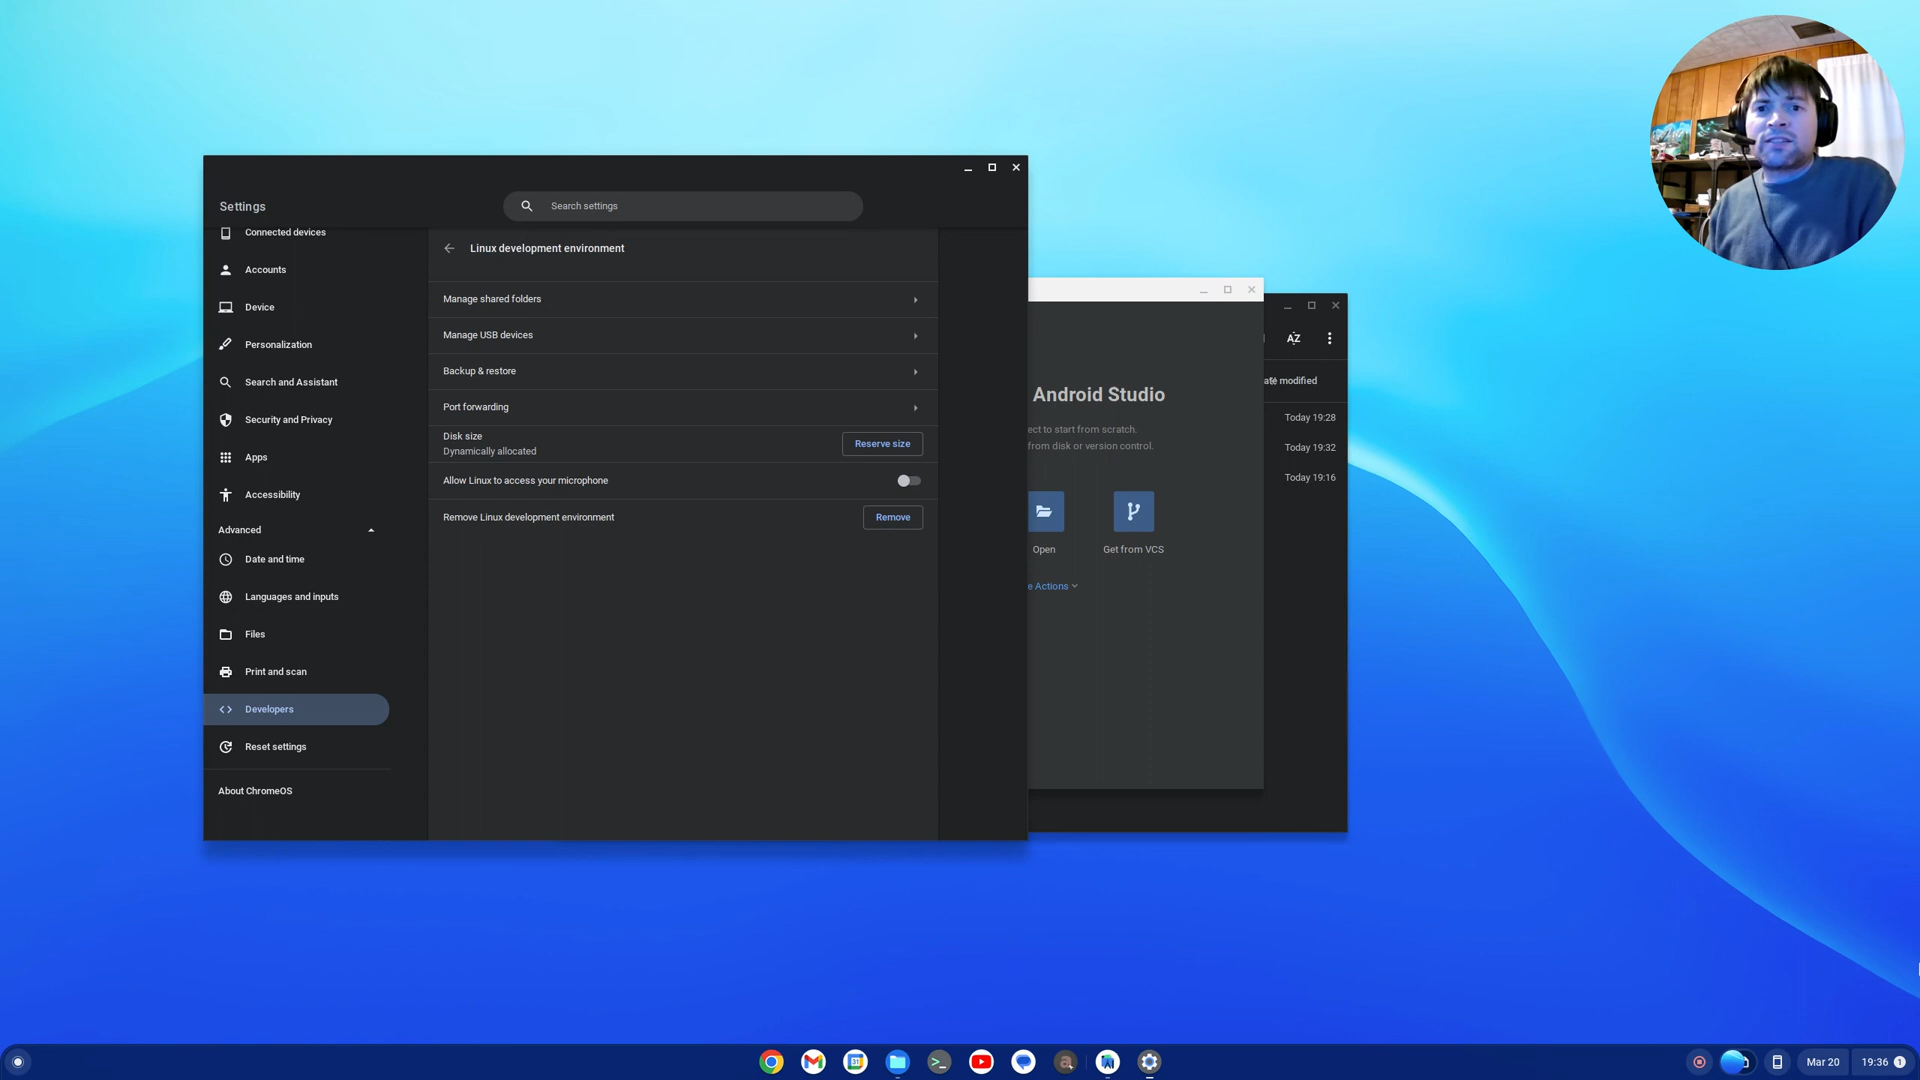 Settings
Search settings
Connected devices
Accounts
Device
Personalization
Search and Assistant
Security and Privacy
Apps
Accessibility
Advanced
Date and time
Languages and inputs
Files
Print and scan
Developers
Reset settings
About ChromeOS
Linux development environment
Manage shared folders
Manage USB devices
Backup & restore
Port forwarding
Disk size
Dynamically allocated
Reserve size
Allow Linux to access your microphone
Remove Linux development environment
Remove
Android Studio
ect to start from scratch.
from disk or version control.
Open
Get from VCS
e Actions
AZ
modified
Today 19:28
Today 19:32
Today 19:16
31
a
Mar 20
19:36
1